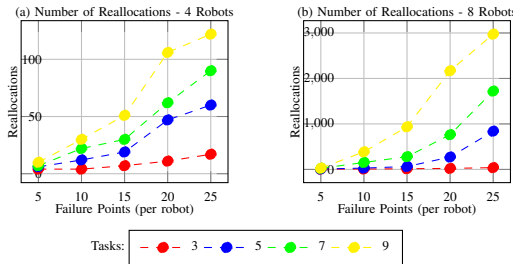 (a) Number of Reallocations - 4 Robots
(b) Number of Reallocations - 8 Robots
Reallocations
100
50
0
5 10 15 20 25
Failure Points (per robot)
Reallocations
3,000
2,000
1,000
0
5 10 15 20 25
Failure Points (per robot)
Tasks: 3 5 7 9